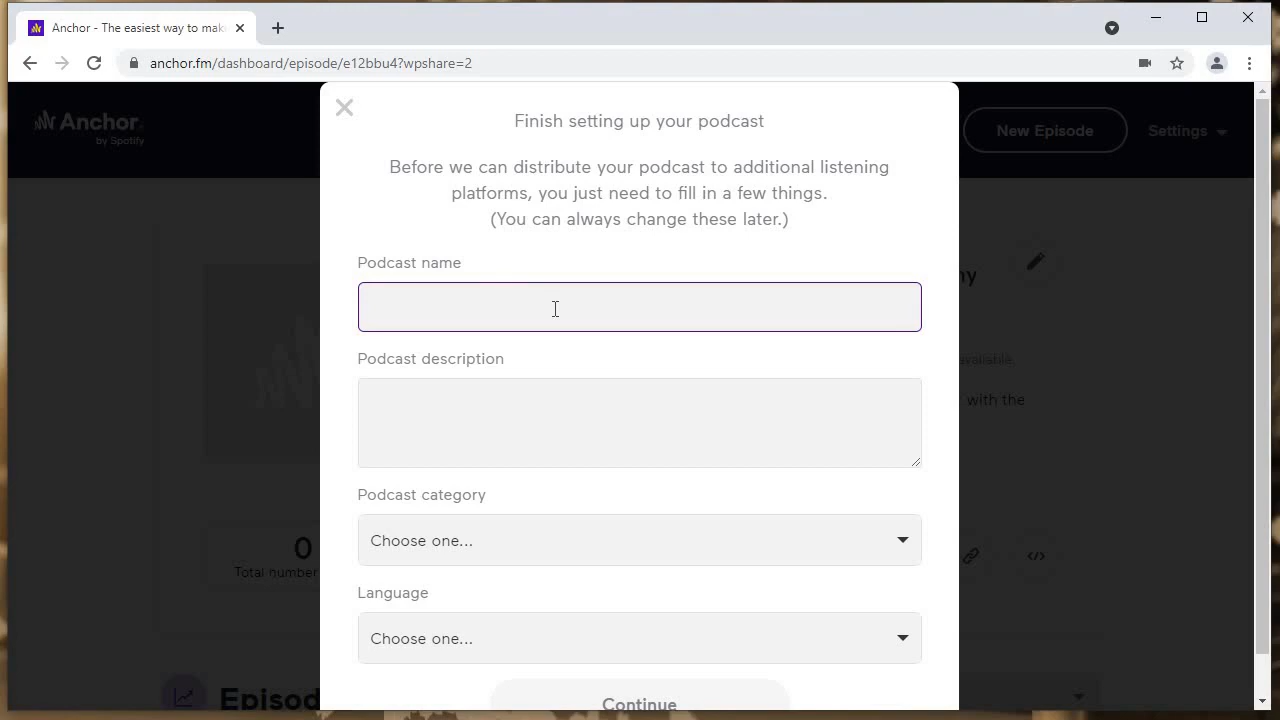 Anchor - The easiest way to mak
anchor.fm/dashboard/episode/e12bbu4?wpshare=2
Anchor
by Spotify
New Episode
Settings
Finish setting up your podcast
Before we can distribute your podcast to additional listening
platforms, you just need to fill in a few things.
(You can always change these later.)
Podcast name
Podcast description
available.
with the
Podcast category
Choose one...
0
Total number
</>
Language
Choose one...
Episod
Continue